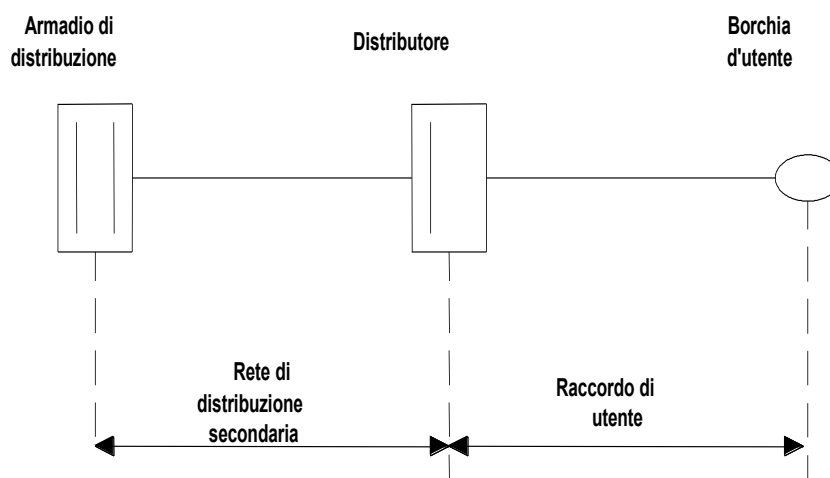 Armadio di
distribuzione
Distributore
Borchia
d'utente
Rete di
distribuzione
secondaria
Raccordo di
utente